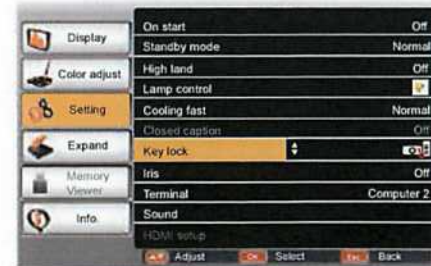 Display
Color adjust
Setting
Expand
Memory
Viewer
Info.
On start Off
Standby mode Normal
High land Off
Lamp control
Cooling fast Normal
Closed caption Off
Key lock
Iris Off
Terminal Computer 2
Sound
HDMI setup
Adjust
OK Select
Esc Back